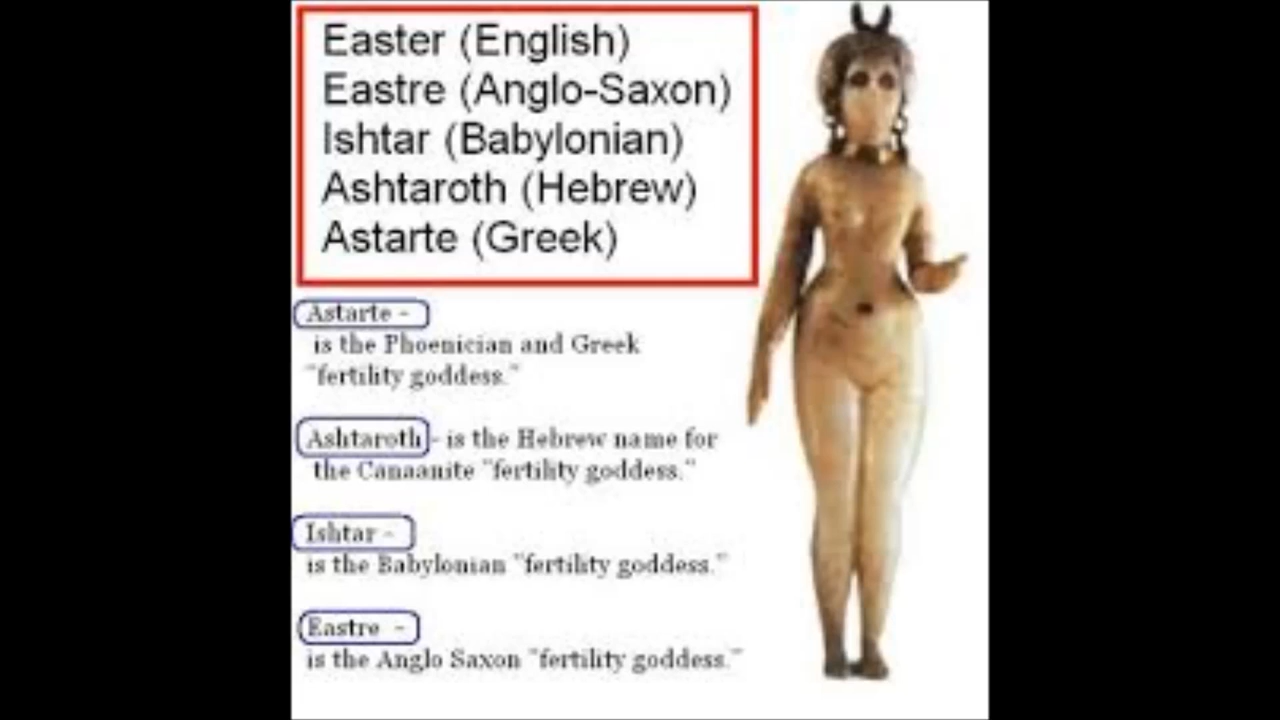 Easter (English)
Eastre (Anglo-Saxon)
Ishtar (Babylonian)
Ashtaroth (Hebrew)
Astarte (Greek)
Astarte -
is the Phoenician and Greek
"fertility goddess."
Ashtaroth - is the Hebrew name for
the Canaanite "fertility goddess."
Ishtar -
is the Babylonian "fertility goddess."
Eastre -
is the Anglo Saxon "fertility goddess."